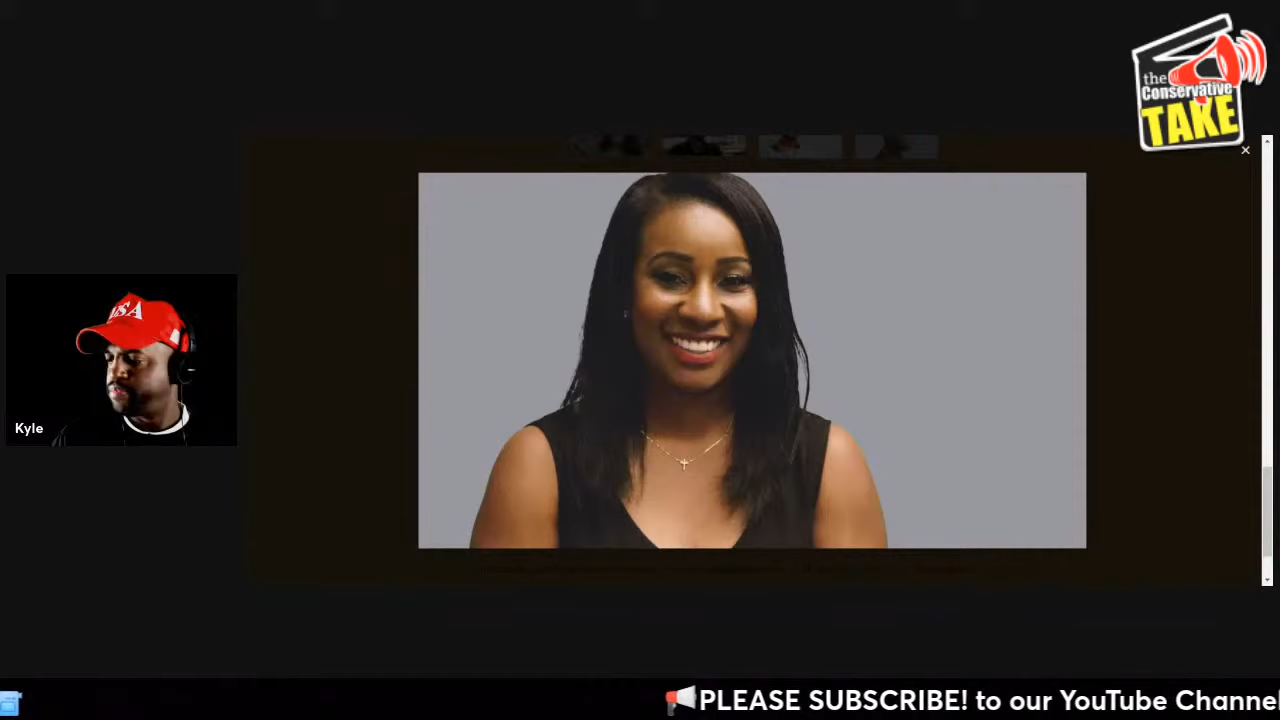 the
Conservative
TAKE
USA
Kyle
PLEASE SUBSCRIBE! to our YouTube Channel